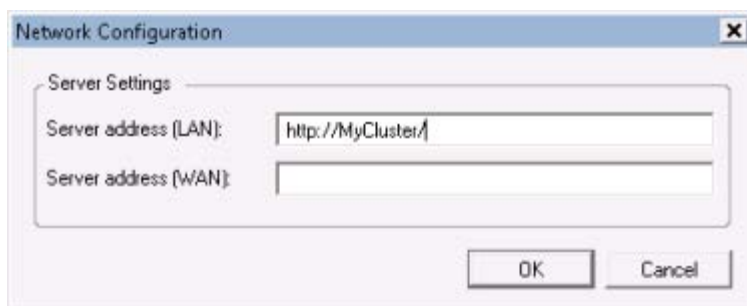 Network Configuration
Server Settings
Server address (LAN): http://MyCluster/
Server address (WAN):
OK Cancel